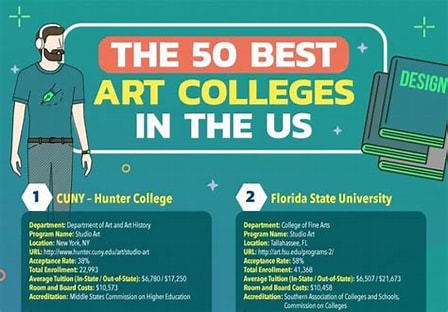 THE 50 BEST
ART COLLEGES
IN THE US
DESIGN
1 CUNY – Hunter College
Department: Department of Art and Art History
Program Name: Studio Art
Location: New York, NY
URL: http://www.hunter.cuny.edu/art/studio-art
Acceptance Rate: 38%
Total Enrollment: 22,993
Average Tuition (In-State / Out-of-State): $6,780 / $17,250
Room and Board Costs: $10,573
Accreditation: Middle States Commission on Higher Education
2 Florida State University
Department: College of Fine Arts
Program Name: Studio Art
Location: Tallahassee, FL
URL: http://art.fsu.edu/programs-2/
Acceptance Rate: 58%
Total Enrollment: 41,368
Average Tuition (In-State / Out-of-State): $6,507 / $21,673
Room and Board Costs: $10,458
Accreditation: Southern Association of Colleges and Schools,
Commission on Colleges